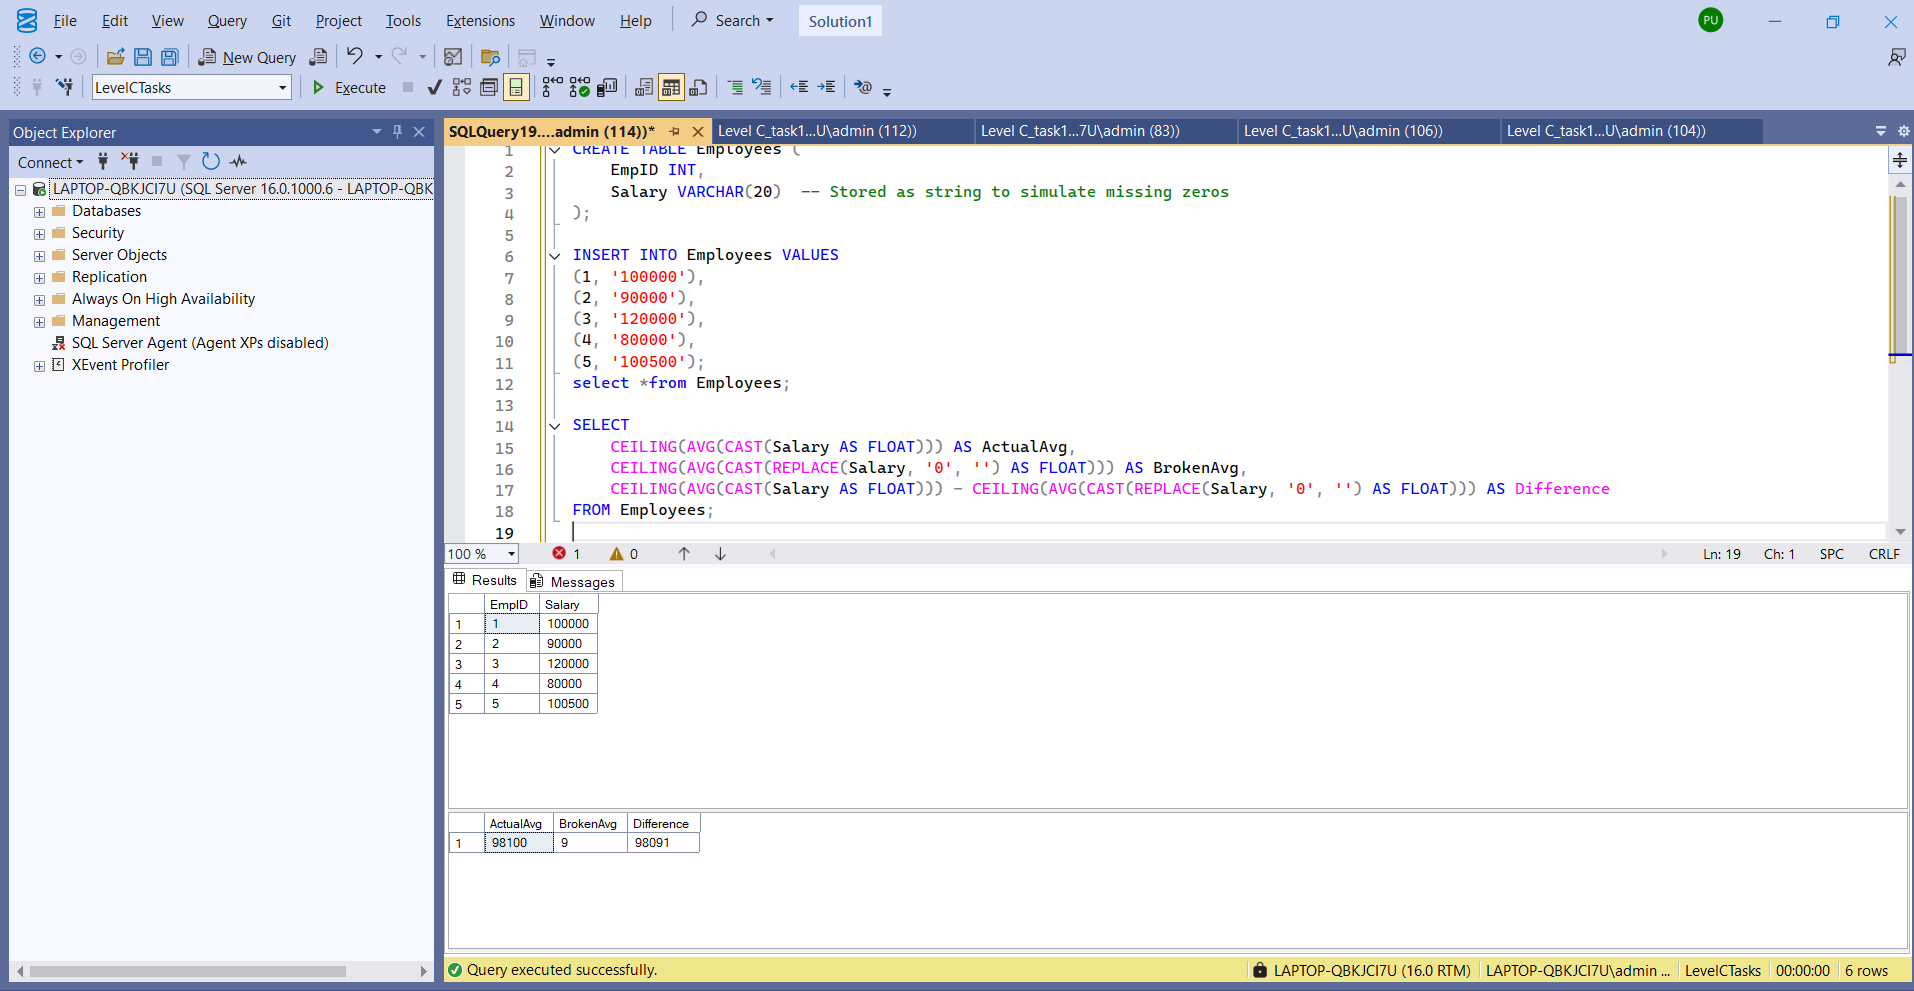 File Edit View Query Git Project Tools Extensions Window Help Search Solution1 PU
New Query
LevelCTasks Execute
Object Explorer
Connect
LAPTOP-QBKJCI7U (SQL Server 16.0.1000.6 - LAPTOP-QBK
Databases
Security
Server Objects
Replication
Always On High Availability
Management
SQL Server Agent (Agent XPs disabled)
XEvent Profiler
SQLQuery19....admin (114))* Level C_task1...U\admin (112)) Level C_task1...7U\admin (83)) Level C_task1...U\admin (106)) Level C_task1...U\admin (104))
1 CREATE TABLE Employees (
2 EmpID INT,
3 Salary VARCHAR(20) -- Stored as string to simulate missing zeros
4 );
5
6 INSERT INTO Employees VALUES
7 (1, '100000'),
8 (2, '90000'),
9 (3, '120000'),
10 (4, '80000'),
11 (5, '100500');
12 select *from Employees;
13
14 SELECT
15 CEILING(AVG(CAST(Salary AS FLOAT))) AS ActualAvg,
16 CEILING(AVG(CAST(REPLACE(Salary, '0', '') AS FLOAT))) AS BrokenAvg,
17 CEILING(AVG(CAST(Salary AS FLOAT))) - CEILING(AVG(CAST(REPLACE(Salary, '0', '') AS FLOAT))) AS Difference
18 FROM Employees;
19
100 % 1 0 Ln: 19 Ch: 1 SPC CRLF
Results Messages
EmpID Salary
1 1 100000
2 2 90000
3 3 120000
4 4 80000
5 5 100500
ActualAvg BrokenAvg Difference
1 98100 9 98091
Query executed successfully. LAPTOP-QBKJCI7U (16.0 RTM) LAPTOP-QBKJCI7U\admin ... LevelCTasks 00:00:00 6 rows